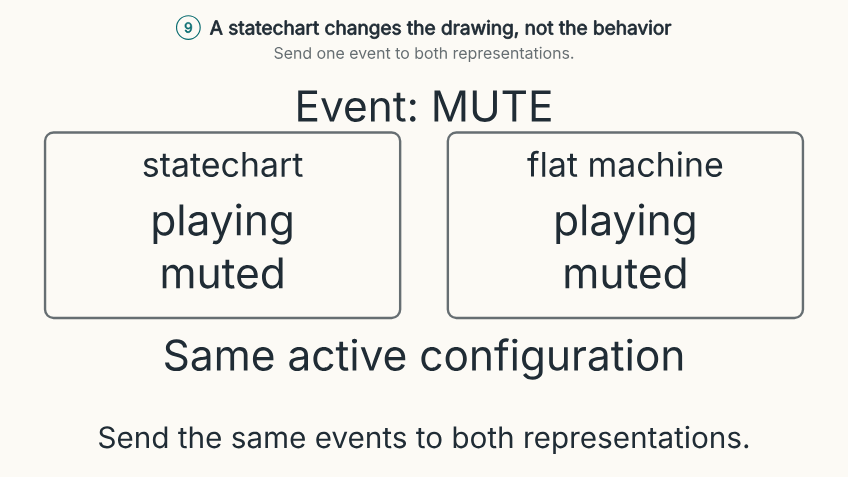 9 A statechart changes the drawing, not the behavior
Send one event to both representations.
Event: MUTE
statechart
playing
muted
flat machine
playing
muted
Same active configuration
Send the same events to both representations.